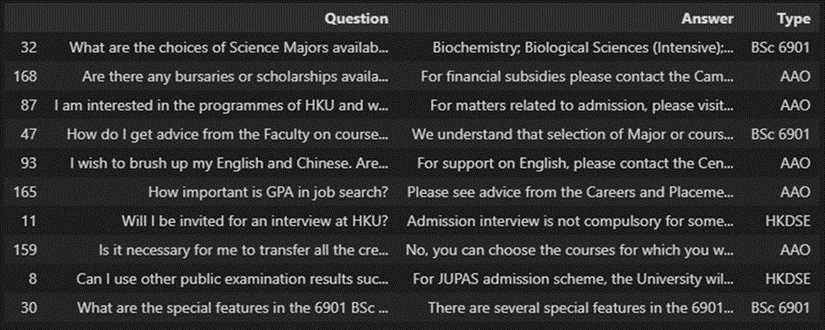 Question Answer Type
32 What are the choices of Science Majors availab... Biochemistry; Biological Sciences (Intensive);... BSc 6901
168 Are there any bursaries or scholarships availa... For financial subsidies please contact the Cam... AAO
87 I am interested in the programmes of HKU and w... For matters related to admission, please visit... AAO
47 How do I get advice from the Faculty on course... We understand that selection of Major or cours... BSc 6901
93 I wish to brush up my English and Chinese. Are... For support on English, please contact the Cen... AAO
165 How important is GPA in job search? Please see advice from the Careers and Placeme... AAO
11 Will I be invited for an interview at HKU? Admission interview is not compulsory for some... HKDSE
159 Is it necessary for me to transfer all the cre... No, you can choose the courses for which you w... AAO
8 Can I use other public examination results suc... For JUPAS admission scheme, the University wil... HKDSE
30 What are the special features in the 6901 BSc ... There are several special features in the 6901... BSc 6901